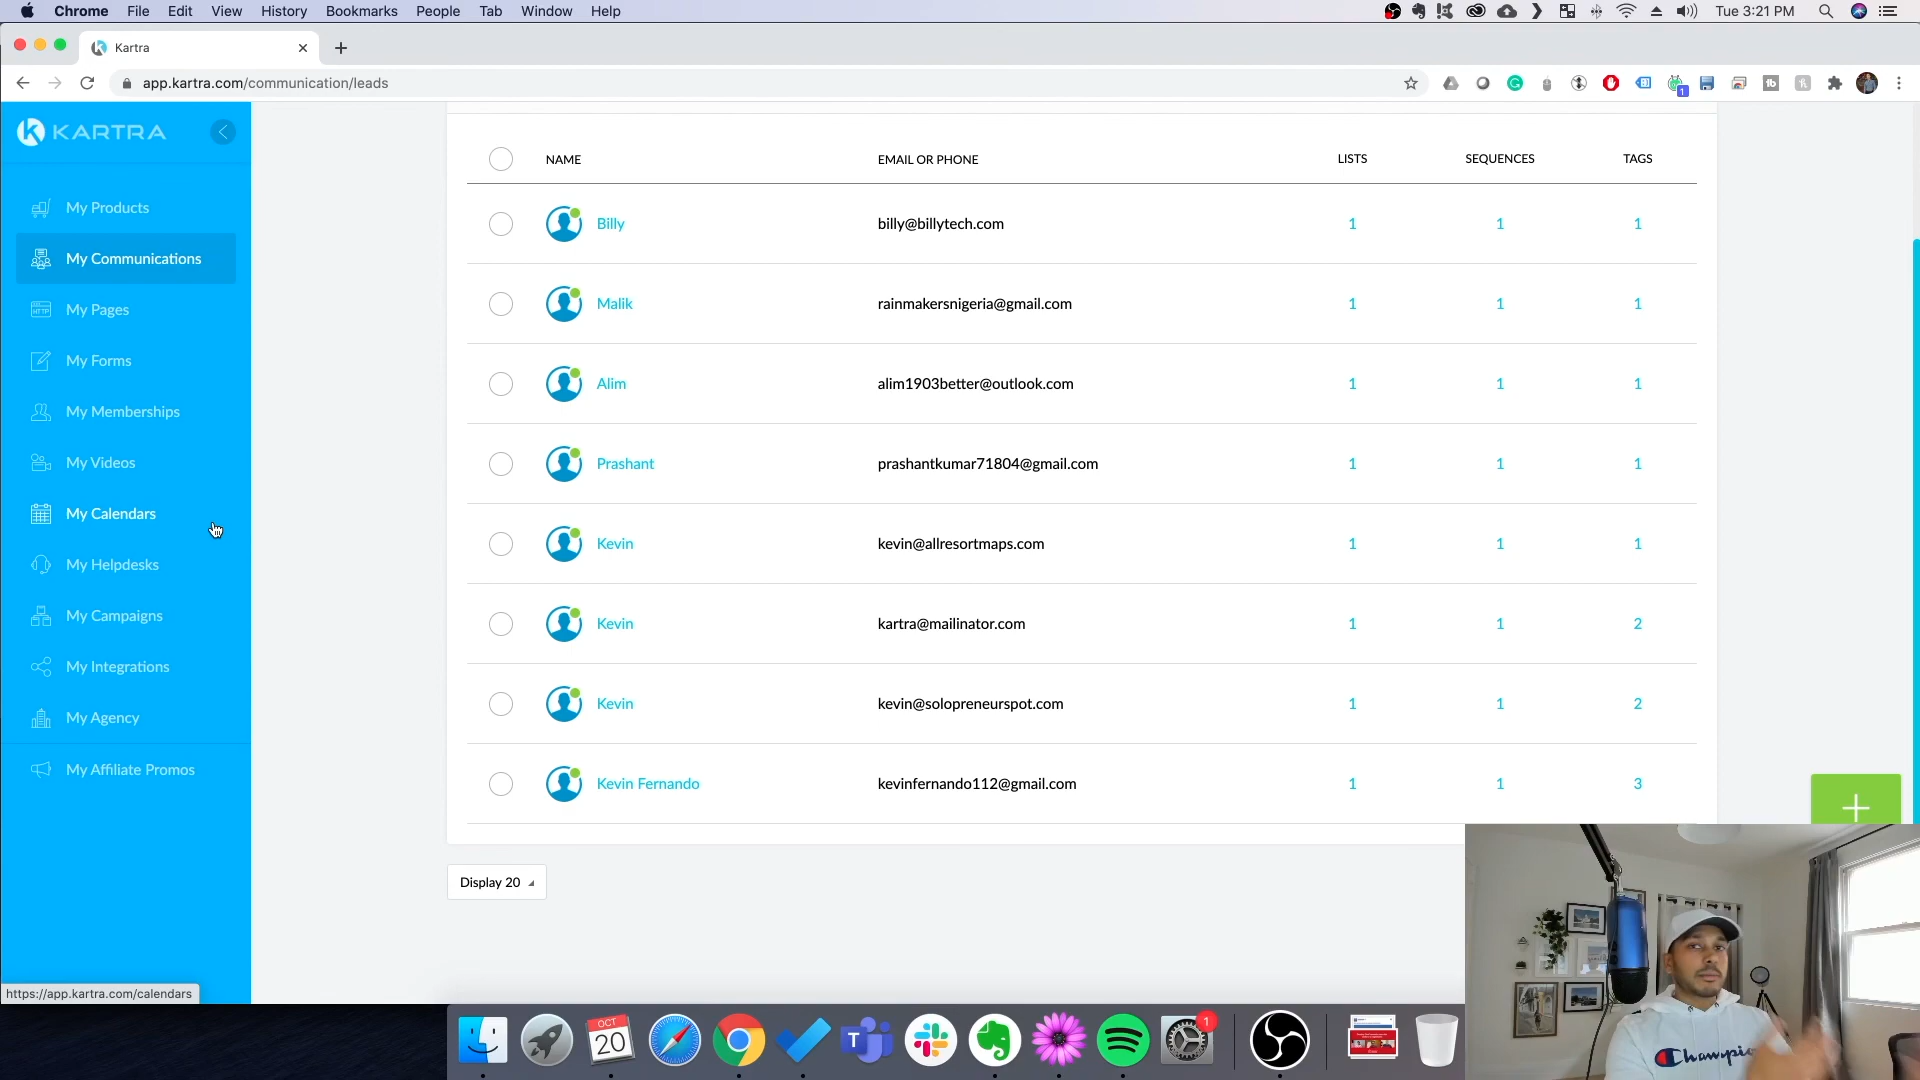 Chrome File Edit View History Bookmarks People Tab Window Help
Tue 3:21 PM
Kartra
app.kartra.com/communication/leads
1
KARTRA
My Products
My Communications
My Pages
My Forms
My Memberships
My Videos
My Calendars
My Helpdesks
My Campaigns
My Integrations
My Agency
My Affiliate Promos
NAME EMAIL OR PHONE LISTS SEQUENCES TAGS
Billy billy@billytech.com 1 1 1
Malik rainmakersnigeria@gmail.com 1 1 1
Alim alim1903better@outlook.com 1 1 1
Prashant prashantkumar71804@gmail.com 1 1 1
Kevin kevin@allresortmaps.com 1 1 1
Kevin kartra@mailinator.com 1 1 2
Kevin kevin@solopreneurspot.com 1 1 2
Kevin Fernando kevinfernando112@gmail.com 1 1 3
Display 20
https://app.kartra.com/calendars
OCT
20
T
1
Champion